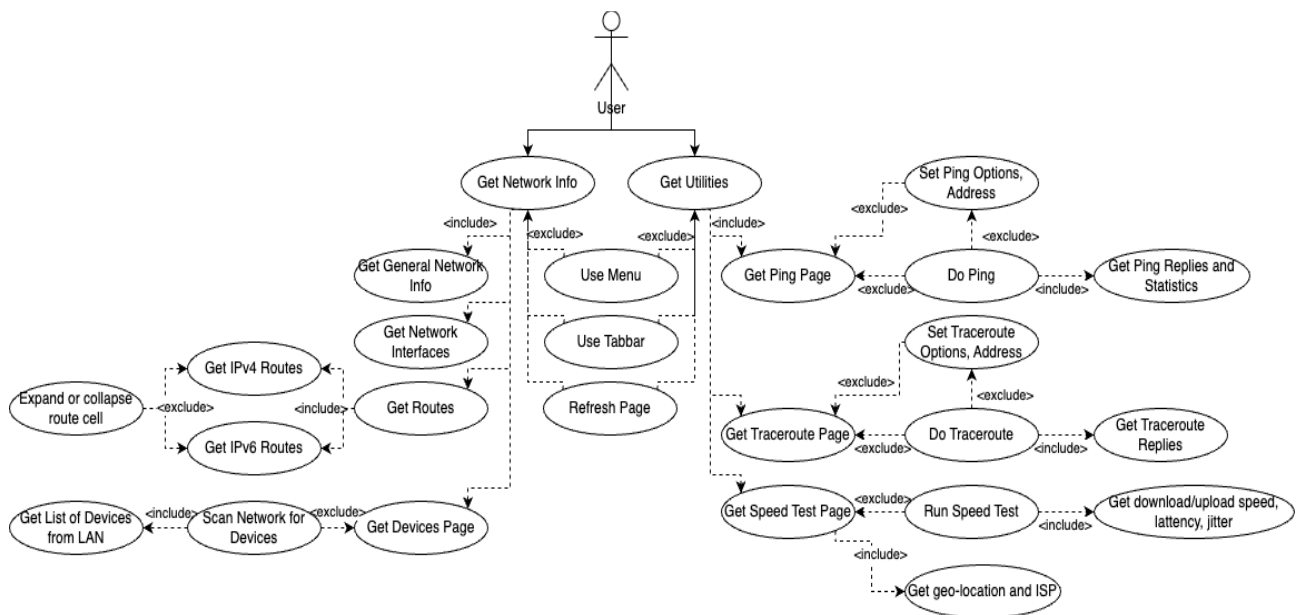 User
Get Network Info
Get Utilities
Set Ping Options,
Address
<include>
<exclude>
<exclude>
<include>
<exclude>
<exclude>
Get General Network
Info
Use Menu
Get Ping Page
<exclude>
Do Ping
<include>
Get Ping Replies and
Statistics
Get Network
Interfaces
Use Tabbar
Set Traceroute
Options, Address
<exclude>
Get IPv4 Routes
Expand or collapse
route cell
<exclude>
<include>
Get Routes
Refresh Page
<exclude>
Get IPv6 Routes
Get Traceroute Page
<exclude>
Do Traceroute
<include>
Get Traceroute
Replies
Get List of Devices
from LAN
<include>
Scan Network for
Devices
<exclude>
Get Devices Page
Get Speed Test Page
<exclude>
Run Speed Test
<include>
Get download/upload speed,
lattency, jitter
<include>
Get geo-location and ISP